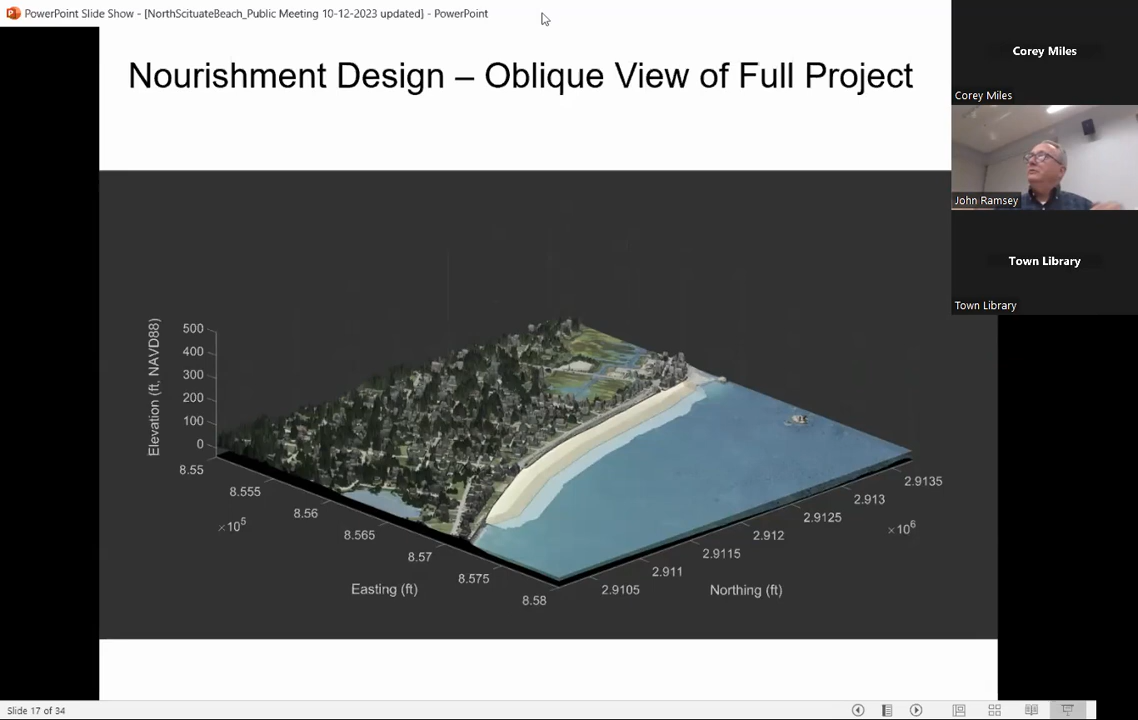 PowerPoint Slide Show - [NorthScituateBeach_Public Meeting 10-12-2023 updated] - PowerPoint
Nourishment Design – Oblique View of Full Project
Corey Miles
Corey Miles
John Ramsey
Town Library
Town Library
Elevation (ft, NAVD88)
500
400
300
200
100
0
8.55
8.555
8.56
8.565
8.57
8.575
8.58
×10⁵
Easting (ft)
2.9105
2.911
2.9115
2.912
2.9125
2.913
2.9135
×10⁶
Northing (ft)
Slide 17 of 34